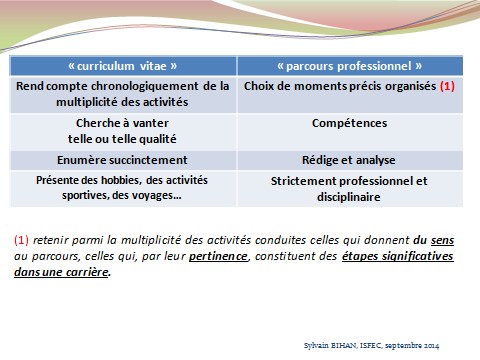 « curriculum vitae »
« parcours professionnel »
Rend compte chronologiquement de la
multiplicité des activités
Choix de moments précis organisés (1)
Cherche à vanter
telle ou telle qualité
Compétences
Enumère succinctement
Rédige et analyse
Présente des hobbies, des activités
sportives, des voyages...
Strictement professionnel et
disciplinaire
(1) retenir parmi la multiplicité des activités conduites celles qui donnent du sens
au parcours, celles qui, par leur pertinence, constituent des étapes significatives
dans une carrière.
Sylvain BIHAN, ISFEC, septembre 2014